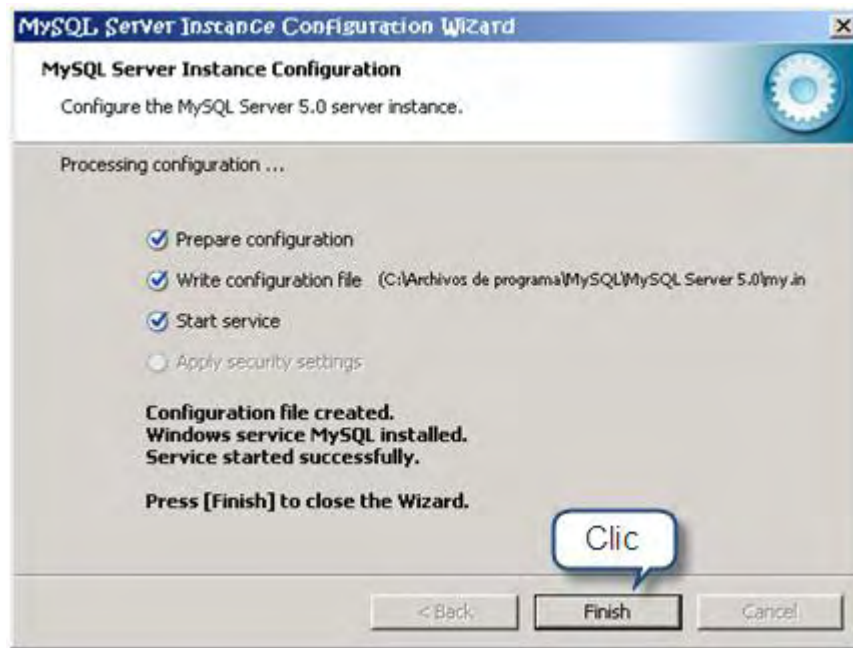 MySQL Server Instance Configuration Wizard
MySQL Server Instance Configuration
Configure the MySQL Server 5.0 server instance.
Processing configuration ...
Prepare configuration
Write configuration file (C:\Archivos de programa\MySQL\MySQL Server 5.0\my.in
Start service
Apply security settings
Configuration file created.
Windows service MySQL installed.
Service started successfully.
Press [Finish] to close the Wizard.
Clic
< Back
Finish
Cancel